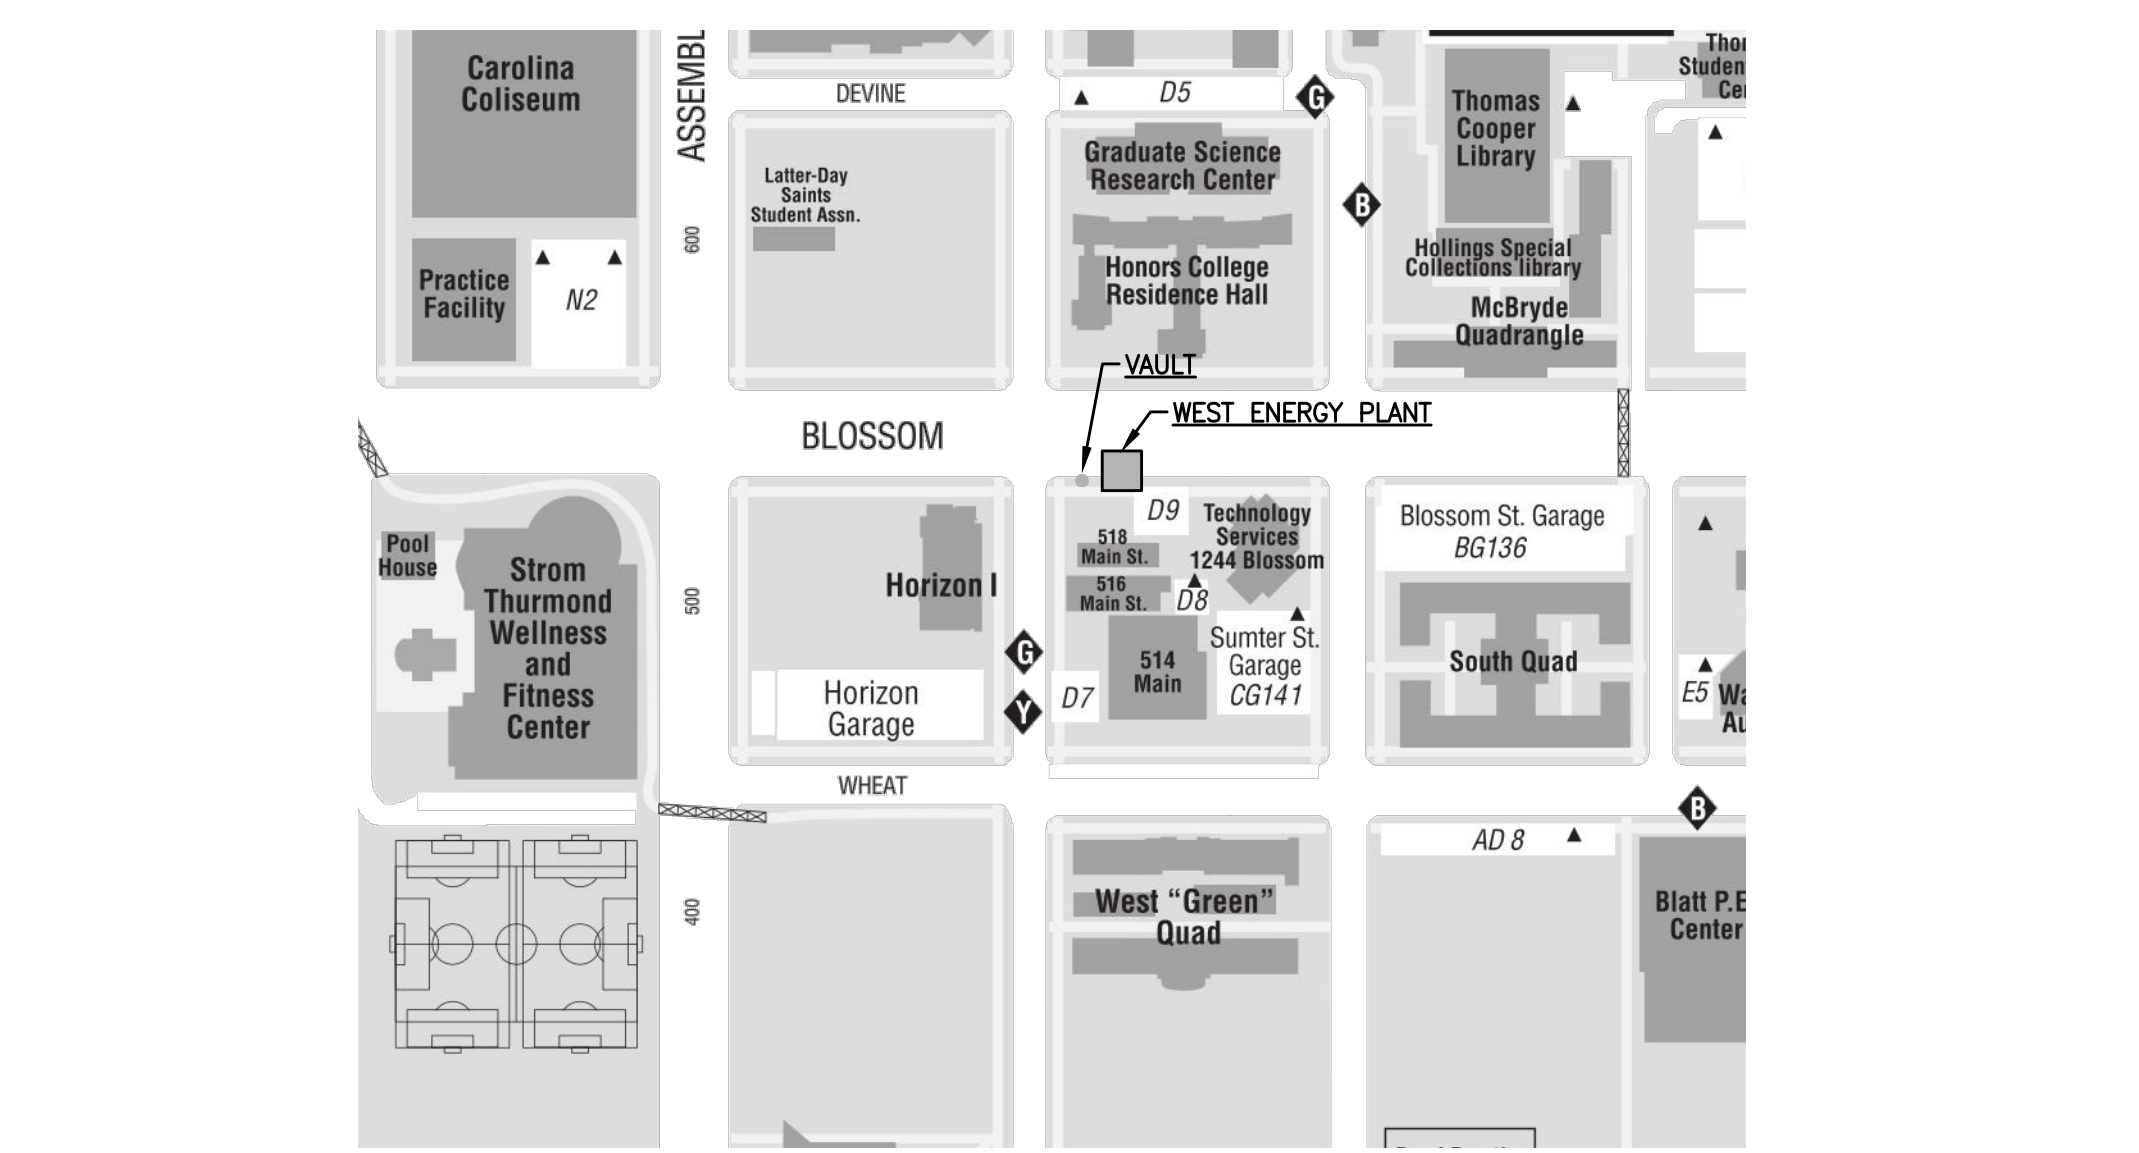 Carolina
Coliseum
ASSEMBL
DEVINE
D5
G
Thomas
Cooper
Library
Graduate Science
Research Center
Latter-Day
Saints
Student Assn.
B
600
Practice
Facility
N2
Honors College
Residence Hall
Hollings Special
Collections library
McBryde
Quadrangle
VAULT
WEST ENERGY PLANT
BLOSSOM
Pool
House
Strom
Thurmond
Wellness
and
Fitness
Center
500
Horizon I
Horizon
Garage
G
Y
D9
Technology
Services
1244 Blossom
518
Main St.
516
Main St.
D8
514
Main
Sumter St.
Garage
CG141
D7
Blossom St. Garage
BG136
South Quad
E5
WHEAT
B
AD 8
400
West “Green”
Quad
Blatt P.E
Center